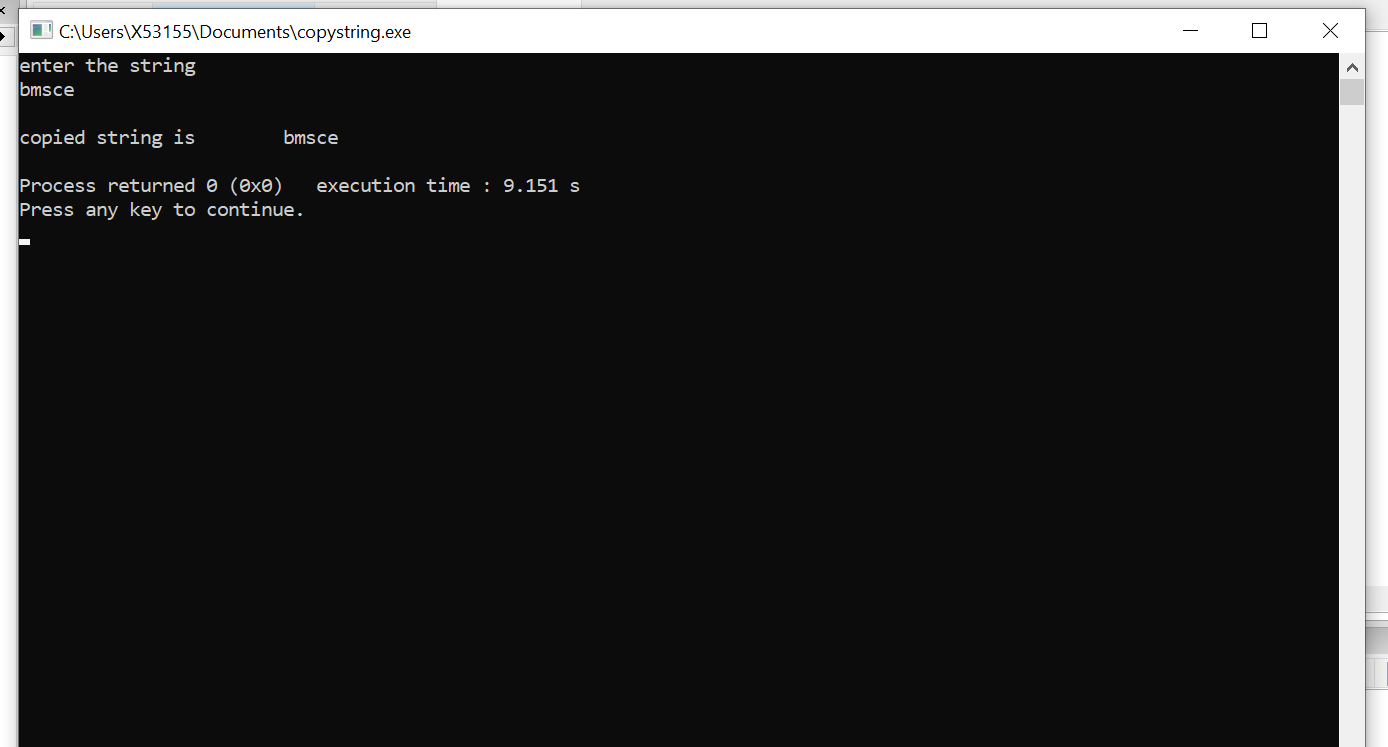 C:\Users\X53155\Documents\copystring.exe
enter the string
bmsce
copied string is        bmsce
Process returned 0 (0x0)   execution time : 9.151 s
Press any key to continue.